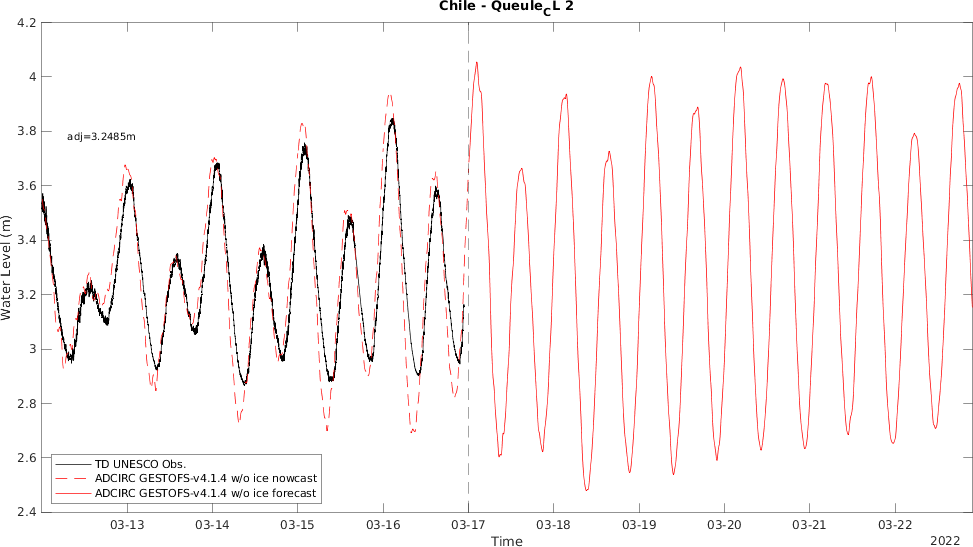 Chile - Queule_C L 2
4.2
4
3.8
3.6
3.4
3.2
3
2.8
2.6
2.4
Water Level (m)
adj=3.2485m
TD UNESCO Obs.
ADCIRC GESTOFS-v4.1.4 w/o ice nowcast
ADCIRC GESTOFS-v4.1.4 w/o ice forecast
03-13 03-14 03-15 03-16 03-17 03-18 03-19 03-20 03-21 03-22
Time
2022